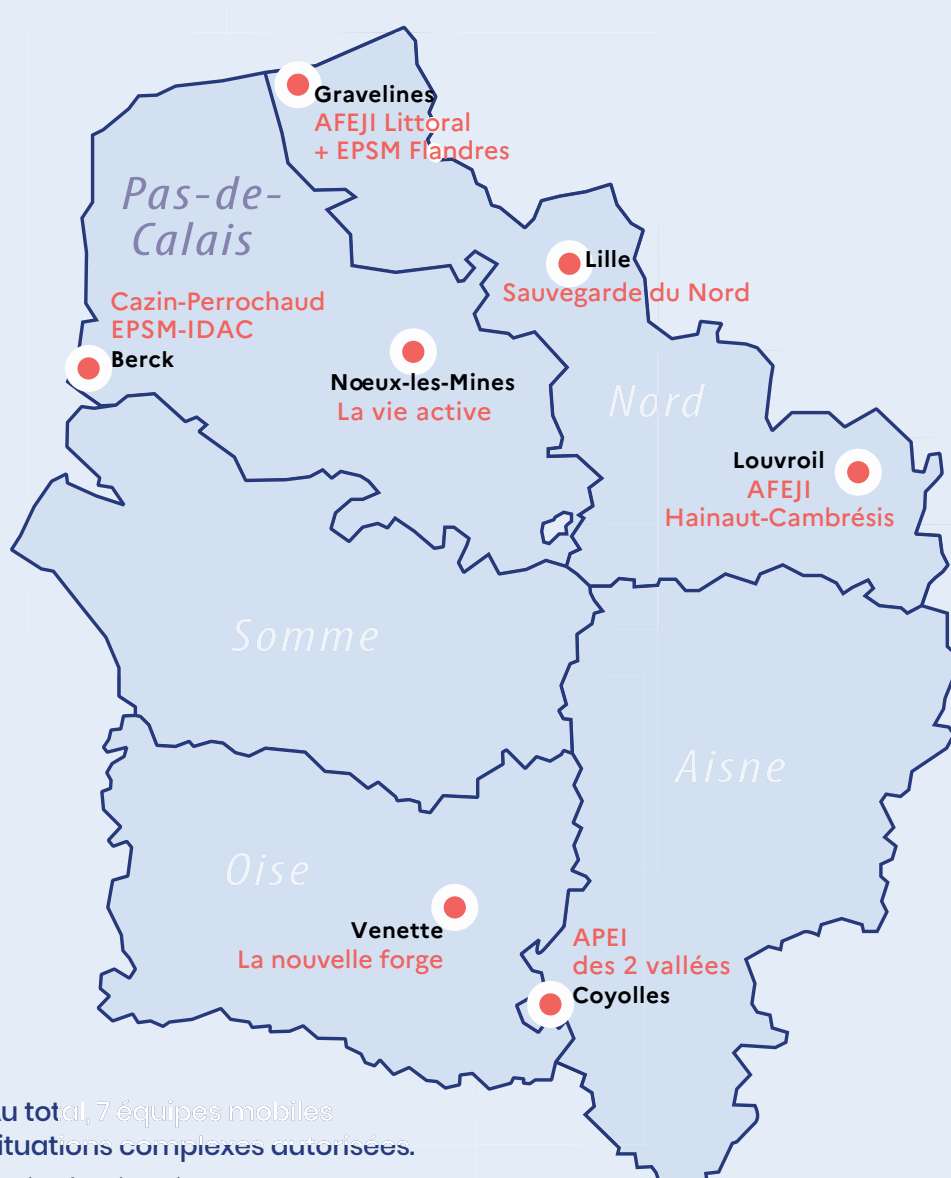 Gravelines
AFEJI Littoral
+ EPSM Flandres
Pas-de-
Calais
Lille
Sauvegarde du Nord
Cazin-Perrochaud
EPSM-IDAC
Berck
Nœux-les-Mines
La vie active
Nord
Louvroil
AFEJI
Hainaut-Cambrésis
Somme
Aisne
Oise
Venette
La nouvelle forge
APEI
des 2 vallées
Coyolles
u total, 7 équipes mobiles
ituations complexes autorisées.